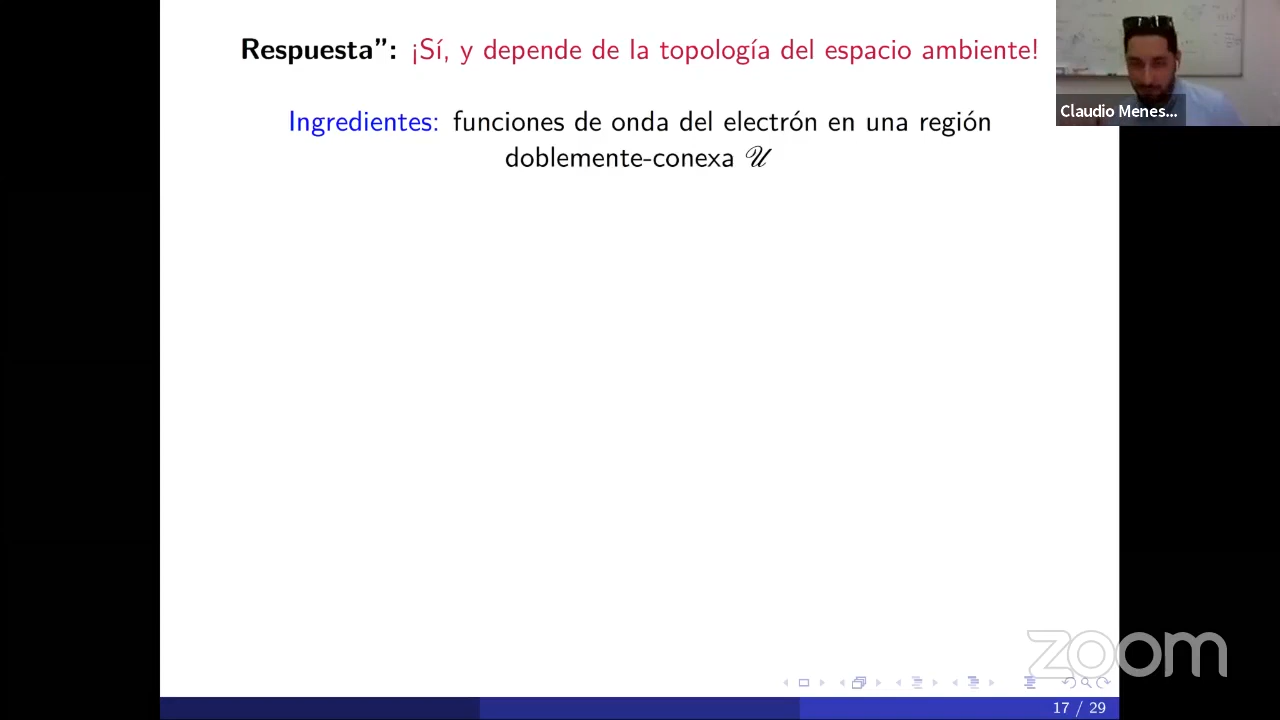 Respuesta”: ¡Sí, y depende de la topología del espacio ambiente!
Claudio Menes...
Ingredientes: funciones de onda del electrón en una región
doblemente-conexa 𝒰
zoom
17 / 29